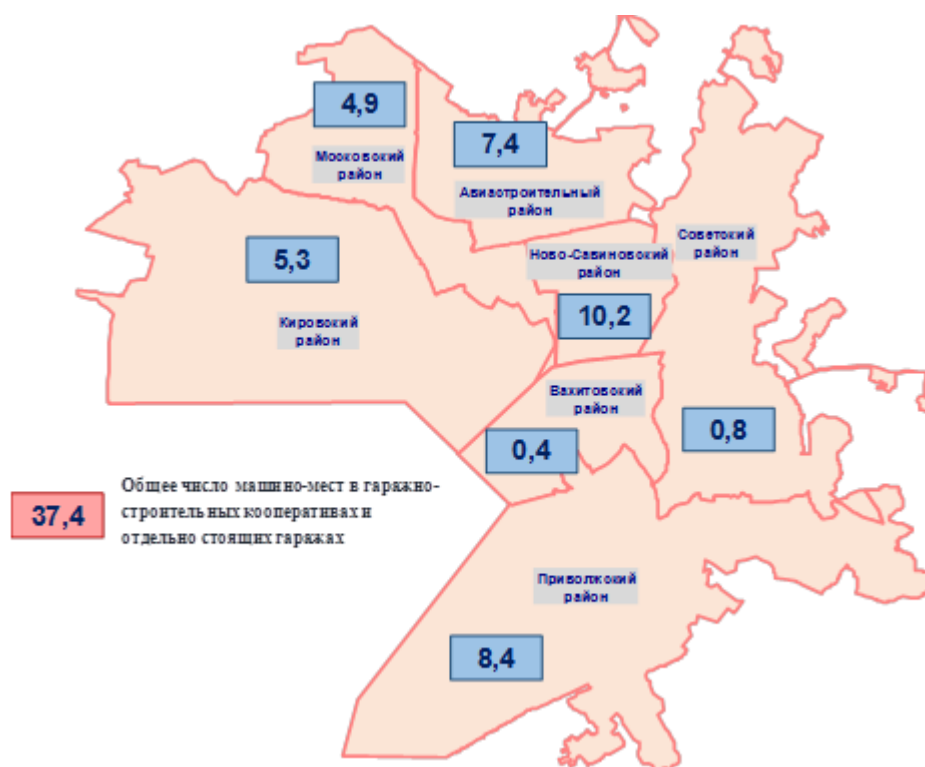 4,9
Московский
район
7,4
Авиастроительный
район
Советский
район
Ново-Савиновский
район
5,3
10,2
Кировский
район
Вахитовский
район
0,4
0,8
37,4
Общее число машино-мест в гаражно-
строительных кооперативах и
отдельно стоящих гаражах
Приволжский
район
8,4